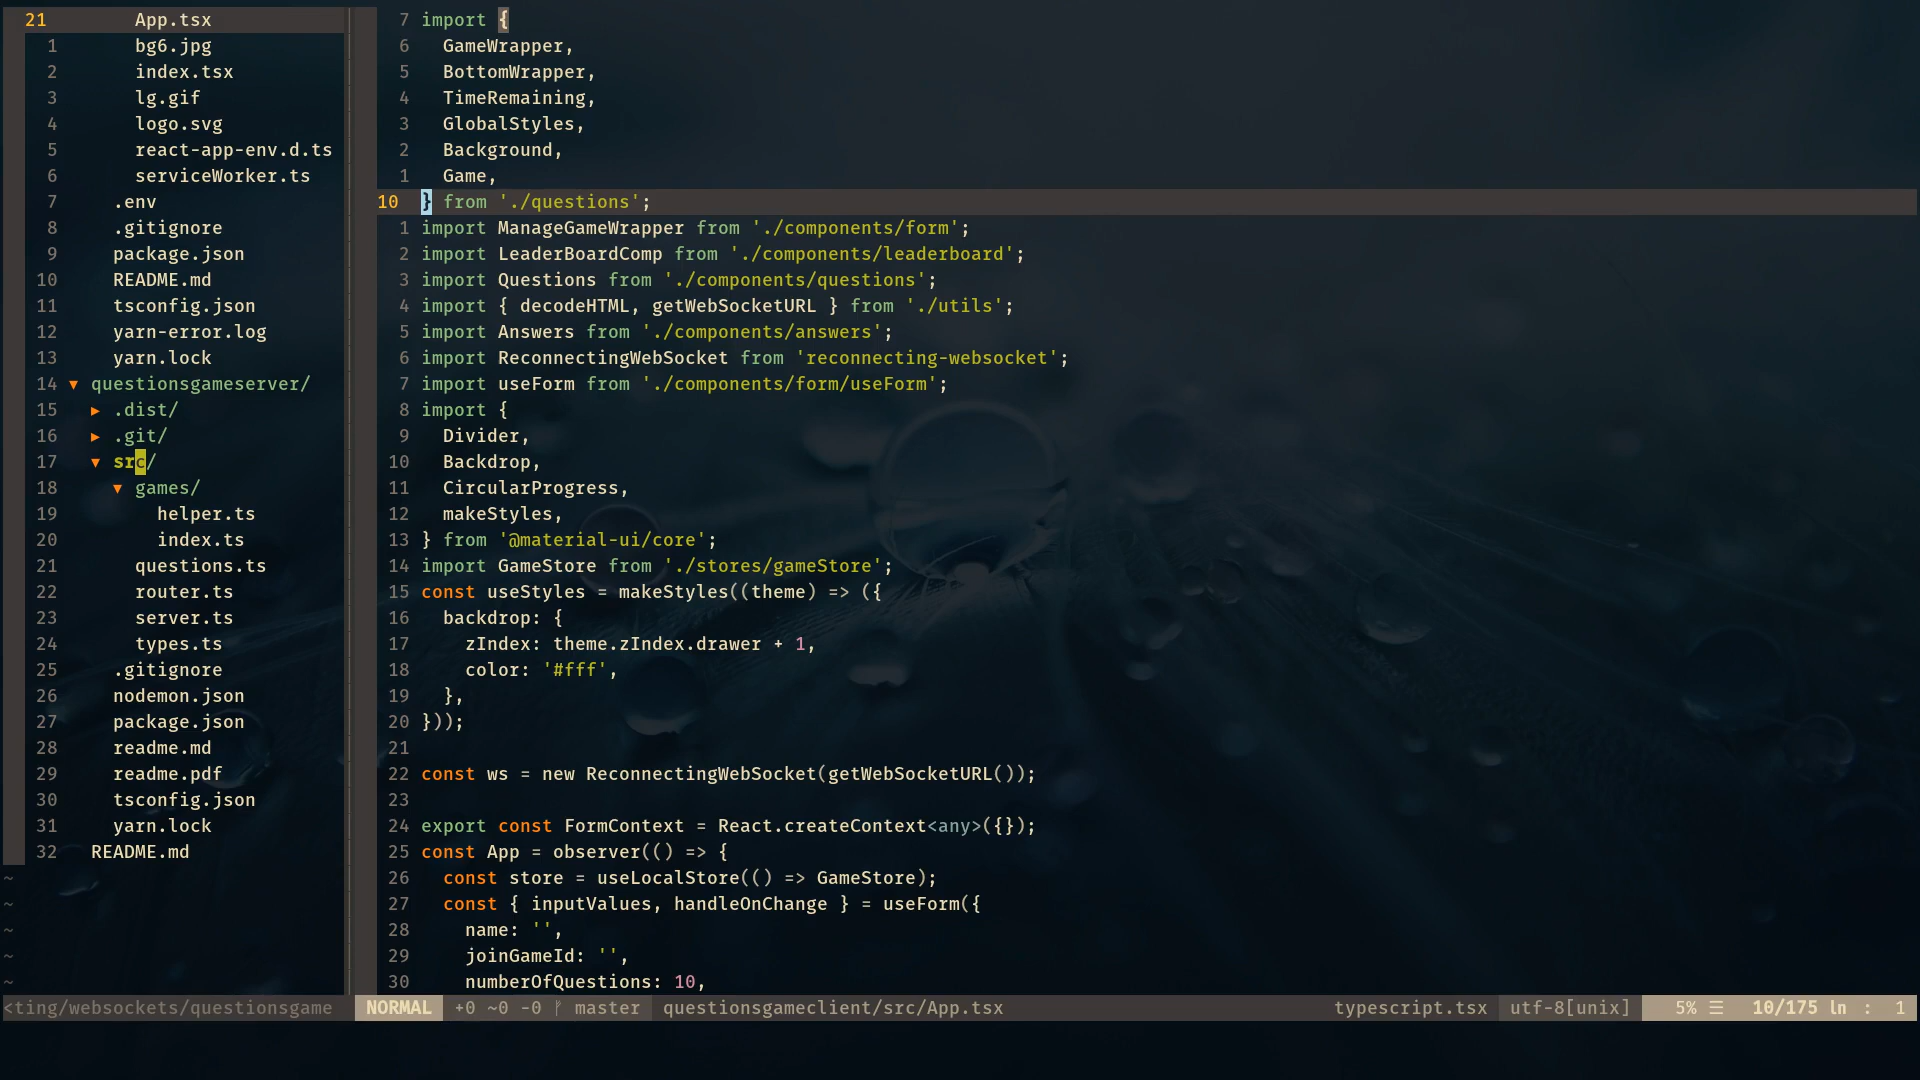 21 App.tsx
1 bg6.jpg
2 index.tsx
3 lg.gif
4 logo.svg
5 react-app-env.d.ts
6 serviceWorker.ts
7 .env
8 .gitignore
9 package.json
10 README.md
11 tsconfig.json
12 yarn-error.log
13 yarn.lock
14 ▼ questionsgameserver/
15 ▸ .dist/
16 ▸ .git/
17 ▼ src/
18 ▼ games/
19 helper.ts
20 index.ts
21 questions.ts
22 router.ts
23 server.ts
24 types.ts
25 .gitignore
26 nodemon.json
27 package.json
28 readme.md
29 readme.pdf
30 tsconfig.json
31 yarn.lock
32 README.md
~
~
~
~
~
<ting/websockets/questionsgame
7 import {
6 GameWrapper,
5 BottomWrapper,
4 TimeRemaining,
3 GlobalStyles,
2 Background,
1 Game,
10 } from './questions';
1 import ManageGameWrapper from './components/form';
2 import LeaderBoardComp from './components/leaderboard';
3 import Questions from './components/questions';
4 import { decodeHTML, getWebSocketURL } from './utils';
5 import Answers from './components/answers';
6 import ReconnectingWebSocket from 'reconnecting-websocket';
7 import useForm from './components/form/useForm';
8 import {
9 Divider,
10 Backdrop,
11 CircularProgress,
12 makeStyles,
13 } from '@material-ui/core';
14 import GameStore from './stores/gameStore';
15 const useStyles = makeStyles((theme) => ({
16 backdrop: {
17 zIndex: theme.zIndex.drawer + 1,
18 color: '#fff',
19 },
20 }));
21
22 const ws = new ReconnectingWebSocket(getWebSocketURL());
23
24 export const FormContext = React.createContext<any>({});
25 const App = observer(() => {
26 const store = useLocalStore(() => GameStore);
27 const { inputValues, handleOnChange } = useForm({
28 name: '',
29 joinGameId: '',
30 numberOfQuestions: 10,
NORMAL +0 ~0 -0 ᚠ master questionsgameclient/src/App.tsx typescript.tsx utf-8[unix] 5% ☰ 10/175 ln : 1